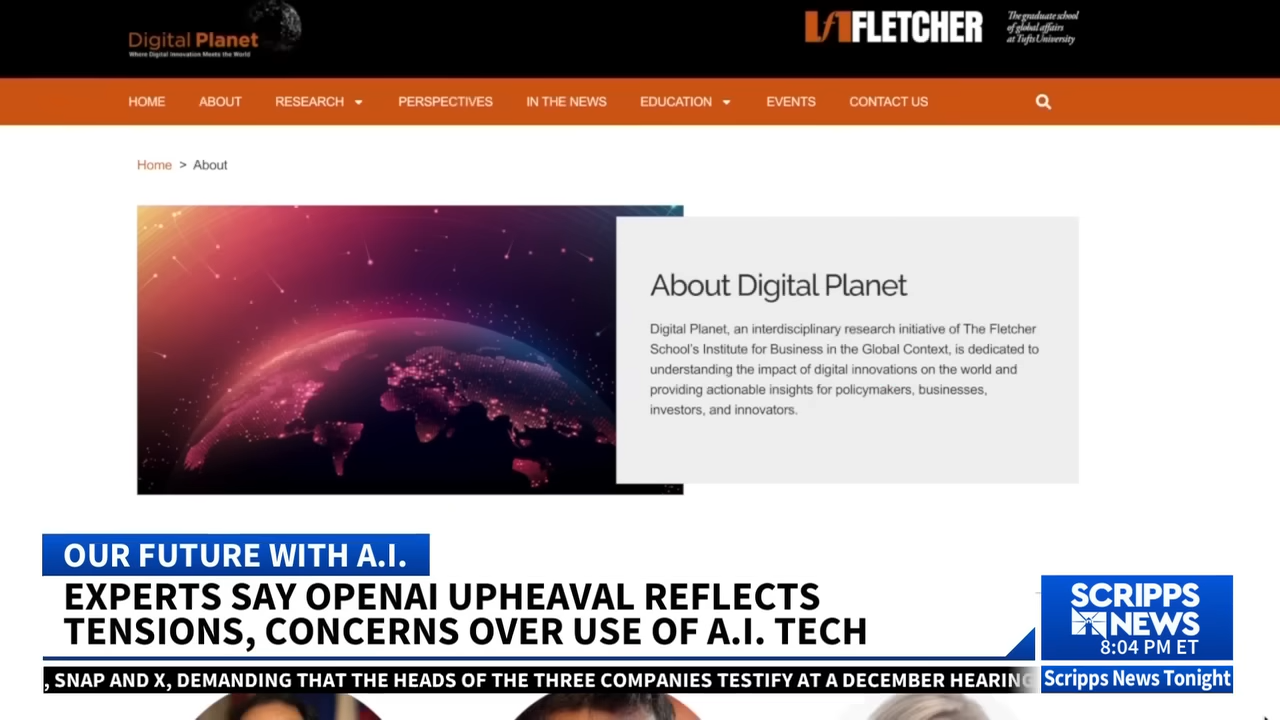 Digital Planet
Where Digital Innovation Meets the World
FLETCHER
The graduate school
of global affairs
at Tufts University
HOME ABOUT RESEARCH PERSPECTIVES IN THE NEWS EDUCATION EVENTS CONTACT US
Home > About
About Digital Planet
Digital Planet, an interdisciplinary research initiative of The Fletcher
School's Institute for Business in the Global Context, is dedicated to
understanding the impact of digital innovations on the world and
providing actionable insights for policymakers, businesses,
investors, and innovators.
OUR FUTURE WITH A.I.
EXPERTS SAY OPENAI UPHEAVAL REFLECTS
TENSIONS, CONCERNS OVER USE OF A.I. TECH
SCRIPPS
NEWS
8:04 PM ET
, SNAP AND X, DEMANDING THAT THE HEADS OF THE THREE COMPANIES TESTIFY AT A DECEMBER HEARING
Scripps News Tonight